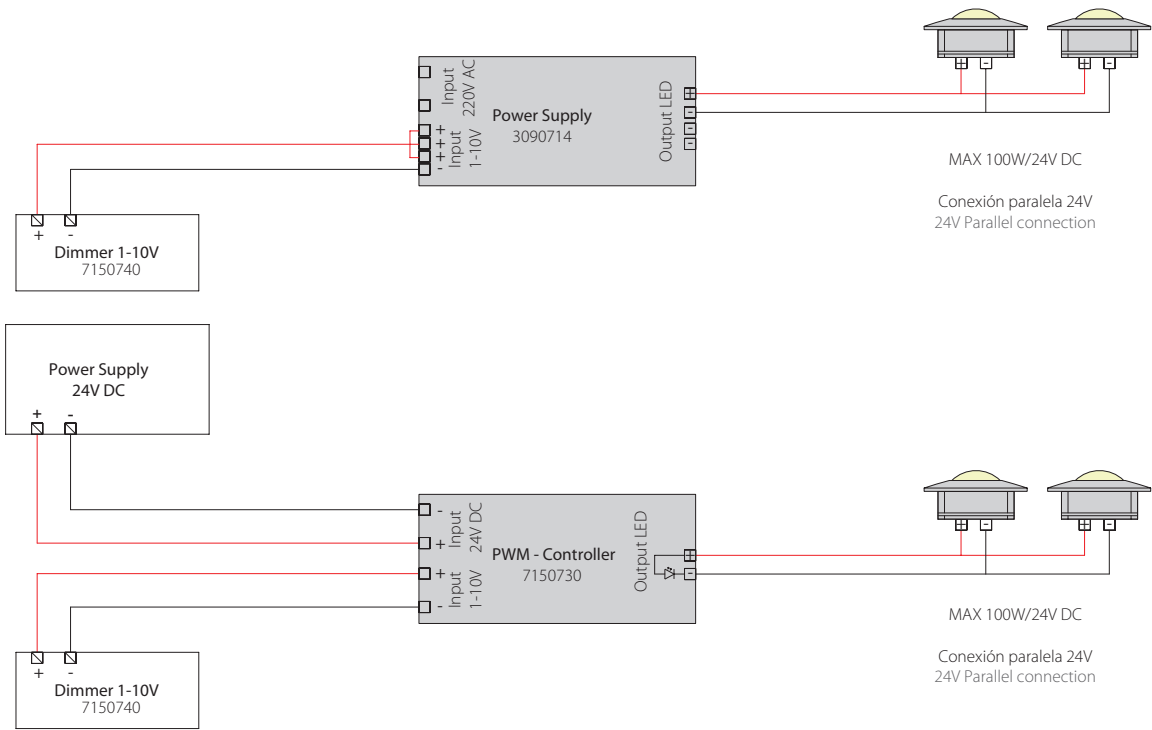 Input
220V AC
+
+
+
-
Input
1-10V
Power Supply
3090714
Output LED
+
-
-
-
+ - + -
MAX 100W/24V DC
Conexión paralela 24V
24V Parallel connection
+ -
Dimmer 1-10V
7150740
Power Supply
24V DC
+ -
-
+
Input
24V DC
+
-
Input
1-10V
PWM - Controller
7150730
Output LED
+
-
+ - + -
MAX 100W/24V DC
Conexión paralela 24V
24V Parallel connection
+ -
Dimmer 1-10V
7150740